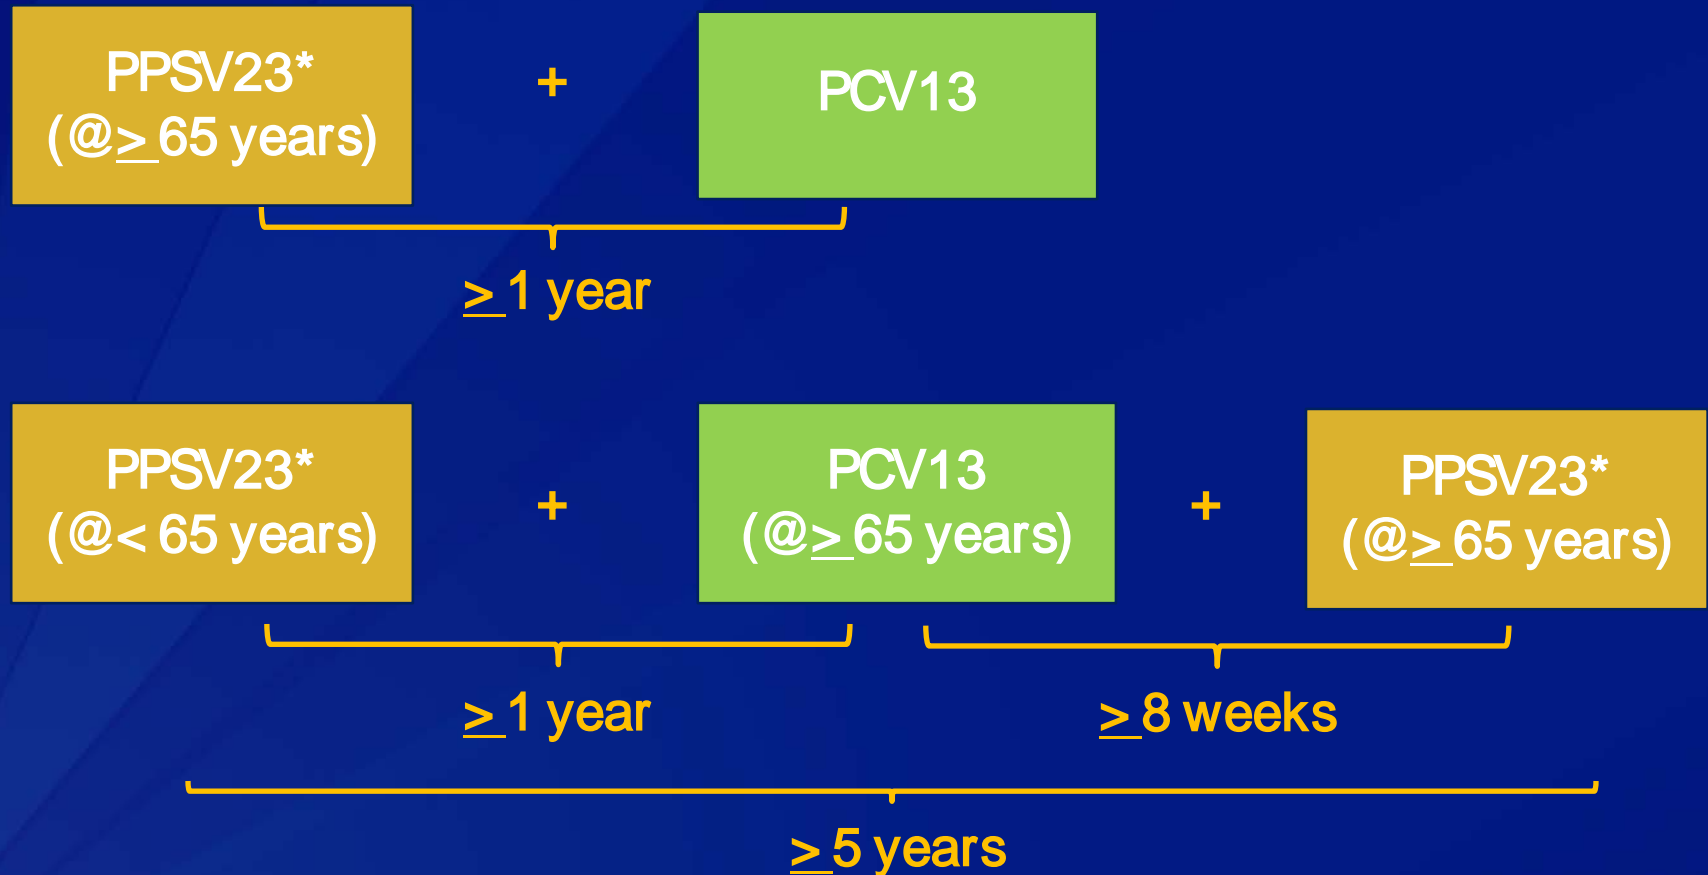 PPSV23*
(@≥ 65 years)
+
PCV13
≥ 1 year
PPSV23*
(@< 65 years)
+
PCV13
(@≥ 65 years)
+
PPSV23*
(@≥ 65 years)
≥ 1 year
≥ 8 weeks
≥ 5 years